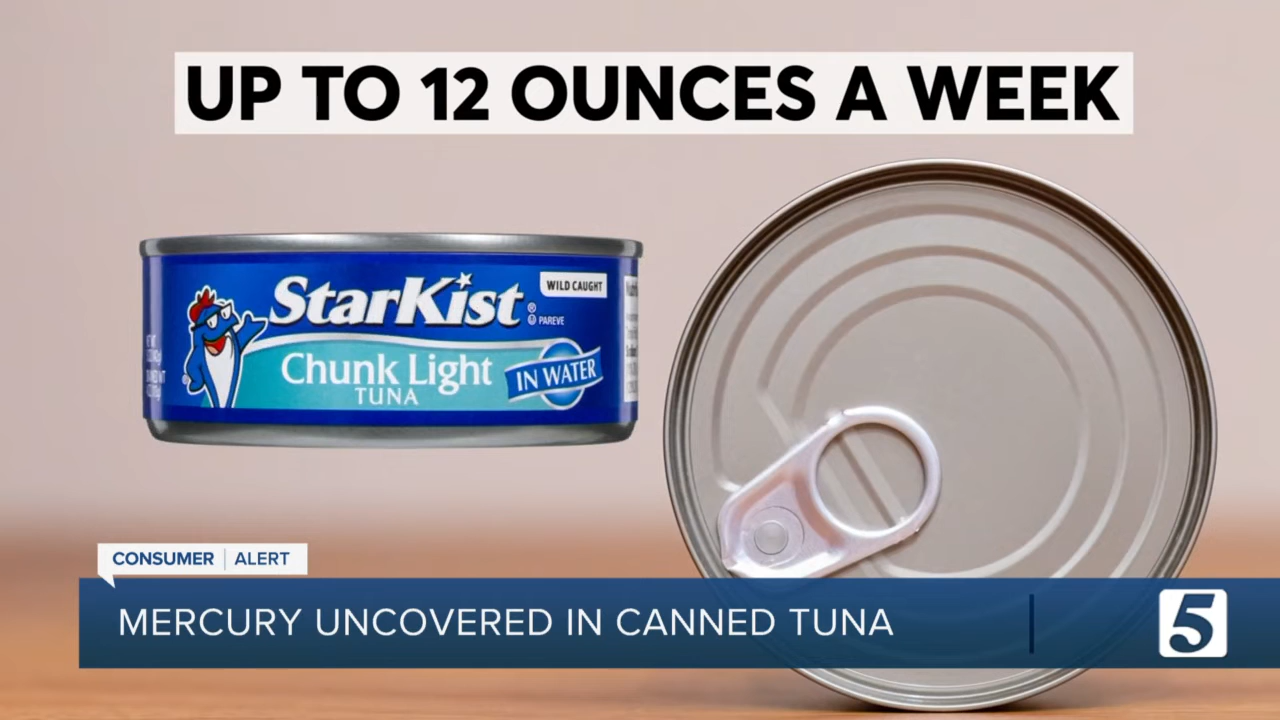 UP TO 12 OUNCES A WEEK
StarKist®
WILD CAUGHT
PAREVE
Chunk Light
TUNA
IN WATER
CONSUMER | ALERT
MERCURY UNCOVERED IN CANNED TUNA
5